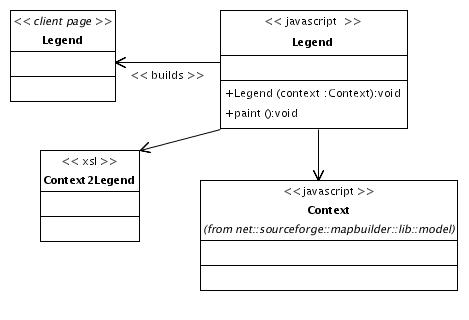 << client page >>
Legend
<< javascript >>
Legend
<< builds >>
+Legend (context :Context):void
+paint ():void
<< xsl >>
Context2Legend
<< javascript >>
Context
(from net::sourceforge::mapbuilder::lib::model)